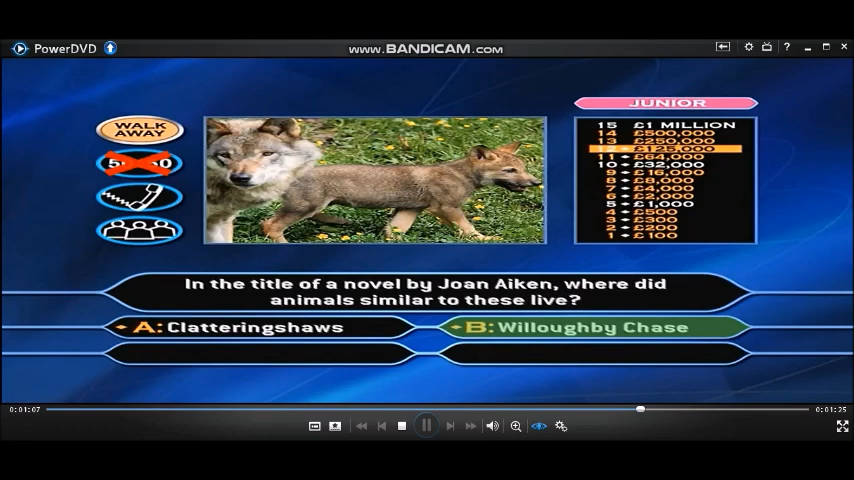 PowerDVD
www.BANDICAM.com
?
JUNIOR
WALK
AWAY
15 £1 MILLION
14 £500,000
13 £250,000
12 £125,000
11 £64,000
10 £32,000
9 £16,000
8 £8,000
7 £4,000
6 £2,000
5 £1,000
4 £500
3 £300
2 £200
1 £100
In the title of a novel by Joan Aiken, where did
animals similar to these live?
A: Clatteringshaws
B: Willoughby Chase
0:01:07
0:01:25